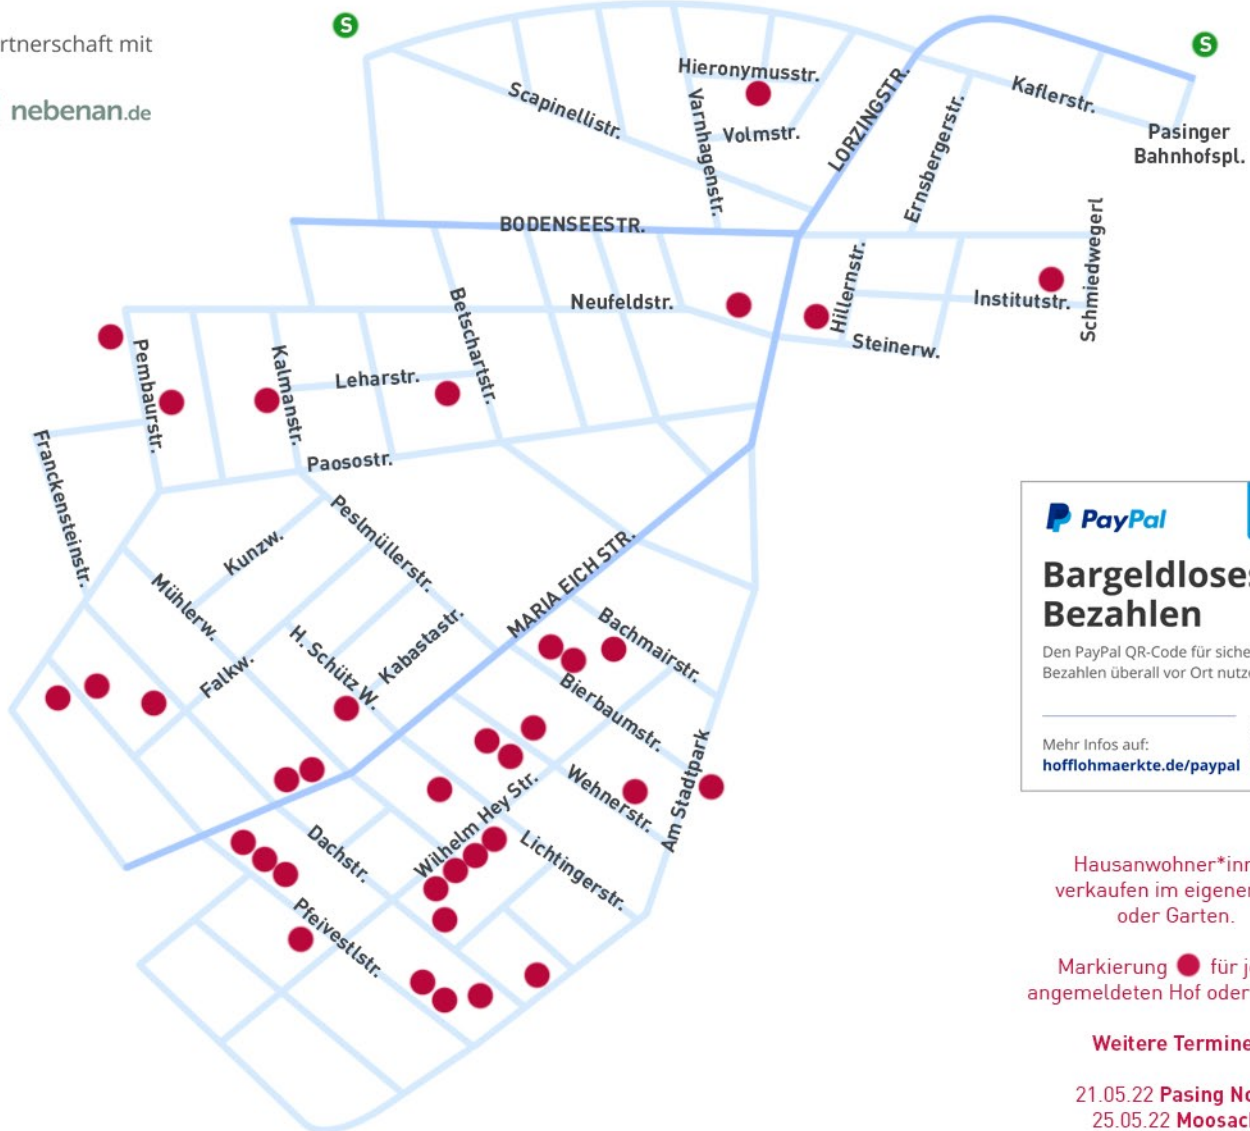 rtnerschaft mit
nebenan.de
S
S
Hieronymusstr.
Scapinellistr.
Varnhagenstr.
Volmstr.
LORZINGSTR.
Ernsbergerstr.
Kaflerstr.
Pasinger
Bahnhofspl.
BODENSEESTR.
Neufeldstr.
Hillernstr.
Steinerw.
Institutstr.
Schmiedwegerl
Betschartstr.
Pembaurstr.
Kalmanstr.
Leharstr.
Paosostr.
Franckensteinstr.
Peslmüllerstr.
Kunzw.
Mühlerw.
Falkw.
H. Schütz W.
Kabastastr.
MARIA EICH STR.
Bachmairstr.
Bierbaumstr.
Wehnerstr.
Am Stadtpark
Wilhelm Hey Str.
Lichtingerstr.
Dachstr.
Pfeivestlstr.
PayPal
Bargeldloses
Bezahlen
Den PayPal QR-Code für siche
Bezahlen überall vor Ort nutz
Mehr Infos auf:
hofflohmaerkte.de/paypal
Hausanwohner*inn
verkaufen im eigenen
oder Garten.
Markierung für j
angemeldeten Hof oder
Weitere Termine
21.05.22 Pasing No
25.05.22 Moosac